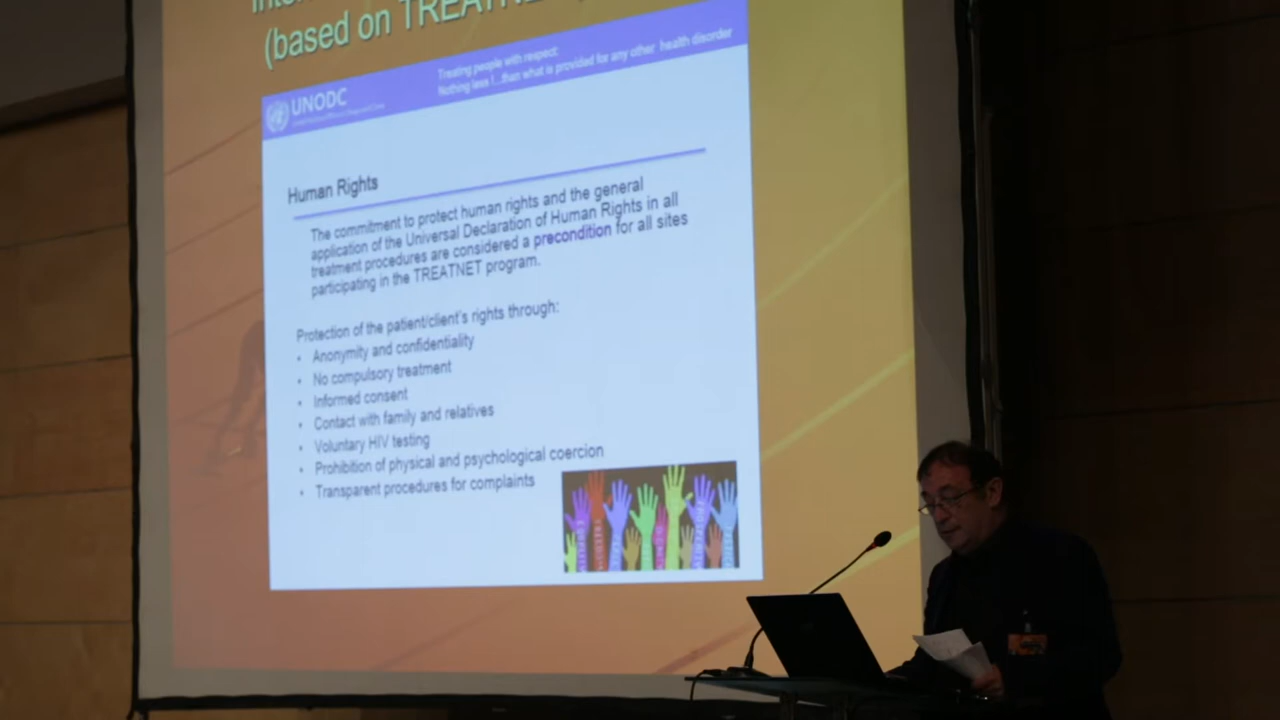 (based on TREATNE
UNODC
Treating people with respect:
Nothing less !...than what is provided for any other health disorder
Human Rights
The commitment to protect human rights and the general
application of the Universal Declaration of Human Rights in all
treatment procedures are considered a precondition for all sites
participating in the TREATNET program.
Protection of the patient/client's rights through:
• Anonymity and confidentiality
• No compulsory treatment
• Informed consent
• Contact with family and relatives
• Voluntary HIV testing
• Prohibition of physical and psychological coercion
• Transparent procedures for complaints